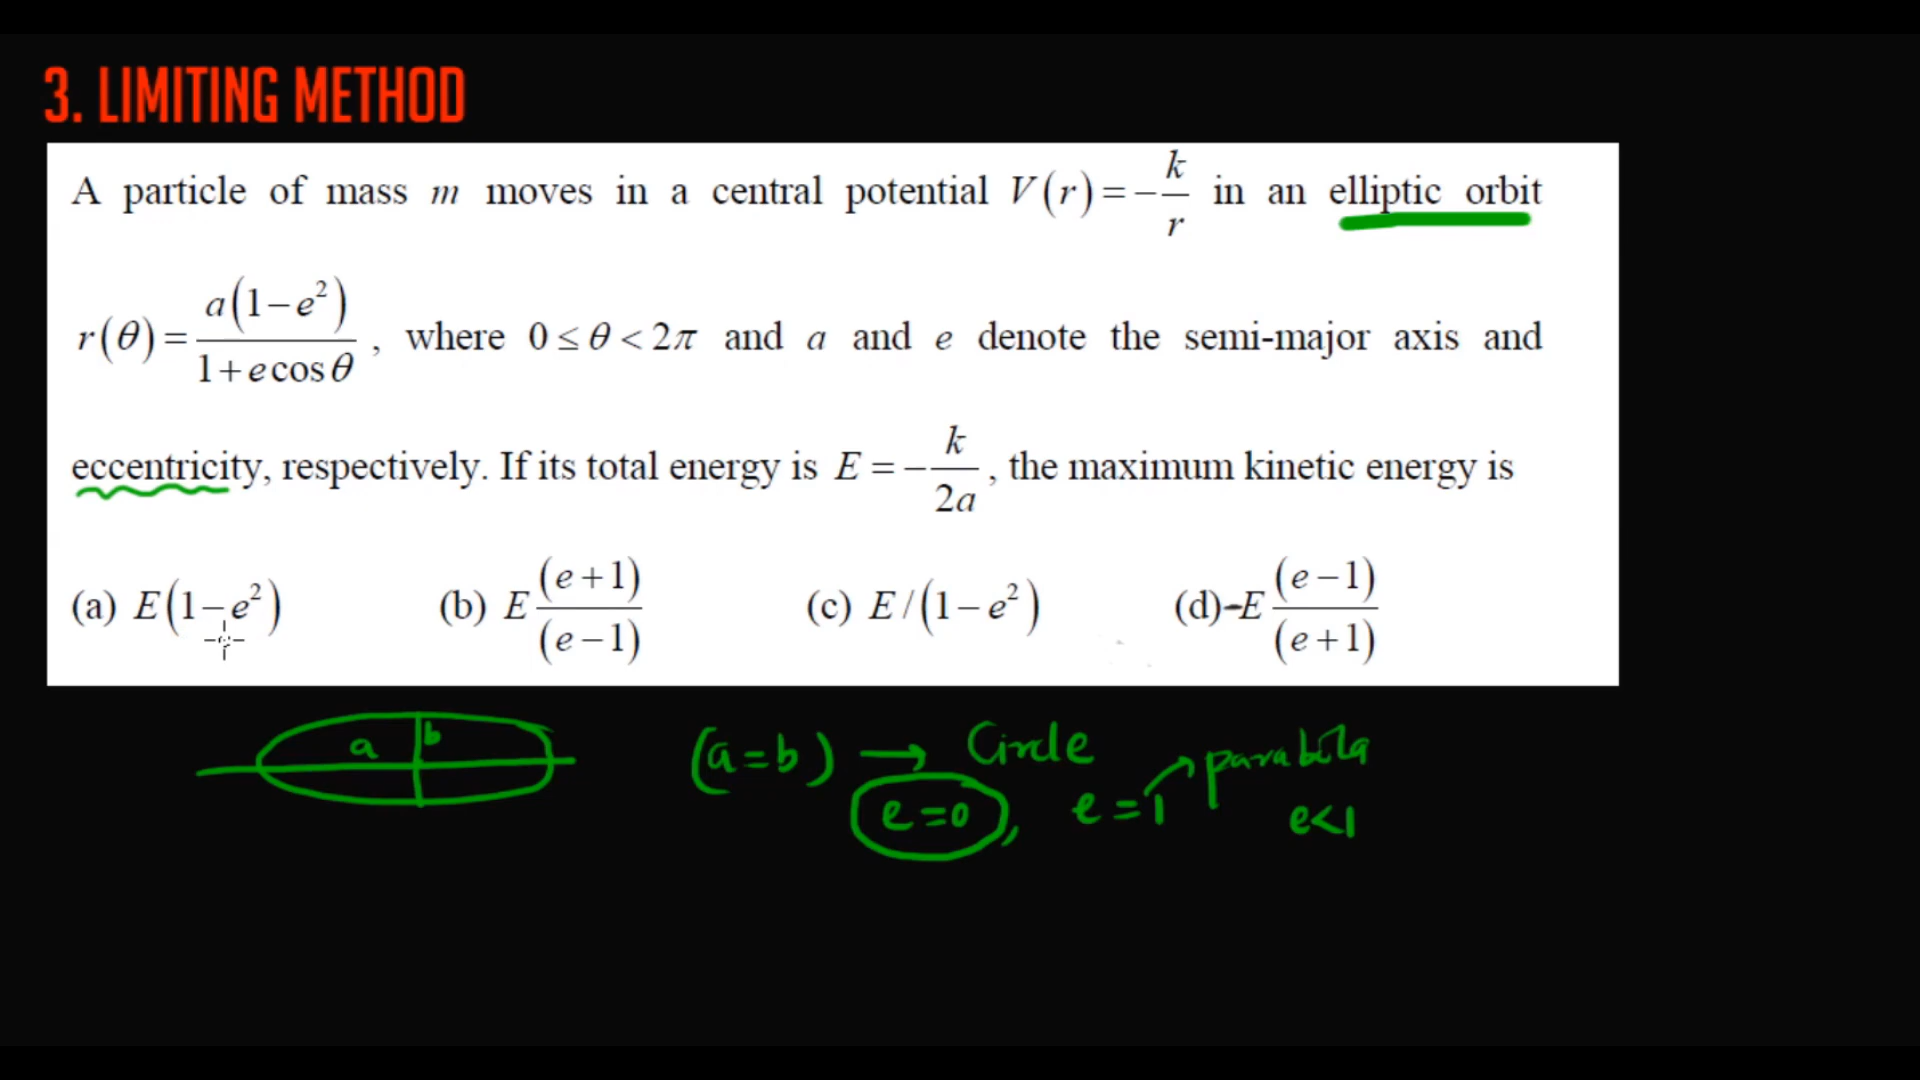 3. LIMITING METHOD
A particle of mass m moves in a central potential V(r) = -k/r in an elliptic orbit
r(θ) = a(1-e²)/(1+e cos θ), where 0 ≤ θ < 2π and a and e denote the semi-major axis and
eccentricity, respectively. If its total energy is E = -k/2a, the maximum kinetic energy is
(a) E(1-e²) (b) E (e+1)/(e-1) (c) E/(1-e²) (d) -E (e-1)/(e+1)
a b (a=b) → Circle parabola
e=0, e=1 e<1